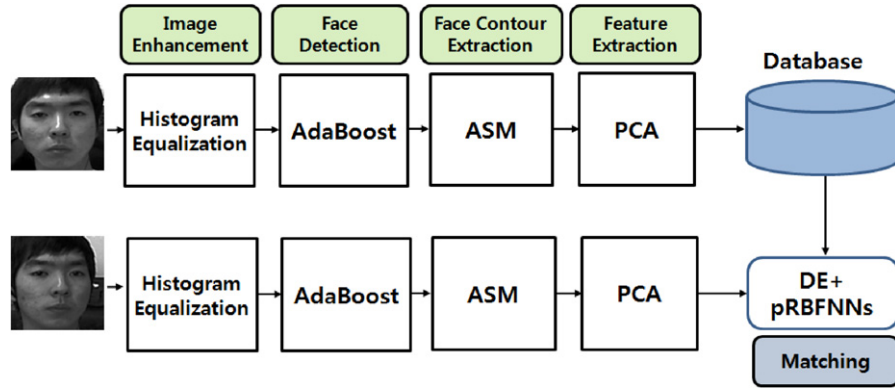 Image
Enhancement
Face
Detection
Face Contour
Extraction
Feature
Extraction
Database
Histogram
Equalization
AdaBoost
ASM
PCA
Histogram
Equalization
AdaBoost
ASM
PCA
DE+
pRBFNNs
Matching